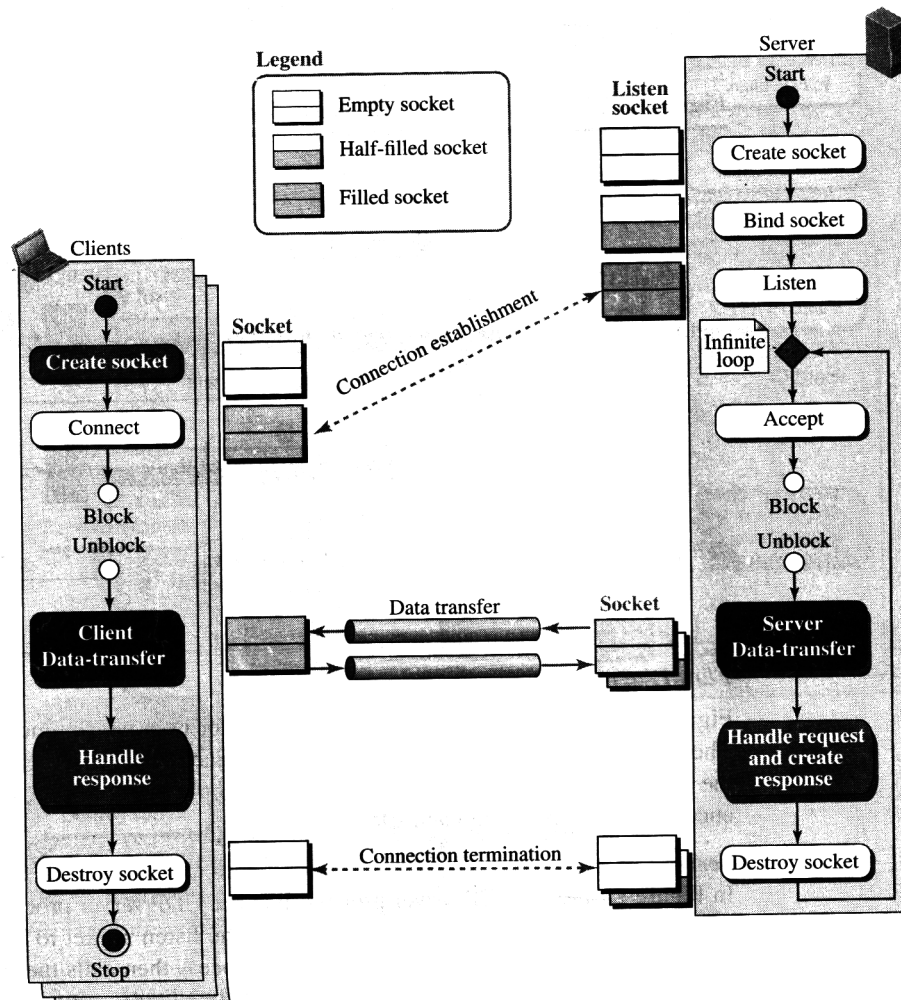 Legend
Empty socket
Half-filled socket
Filled socket
Clients
Start
Create socket
Connect
Block
Unblock
Client
Data-transfer
Handle
response
Destroy socket
Stop
Socket
Connection establishment
Data transfer
Socket
Connection termination
Listen
socket
Server
Start
Create socket
Bind socket
Listen
Infinite
loop
Accept
Block
Unblock
Server
Data-transfer
Handle request
and create
response
Destroy socket